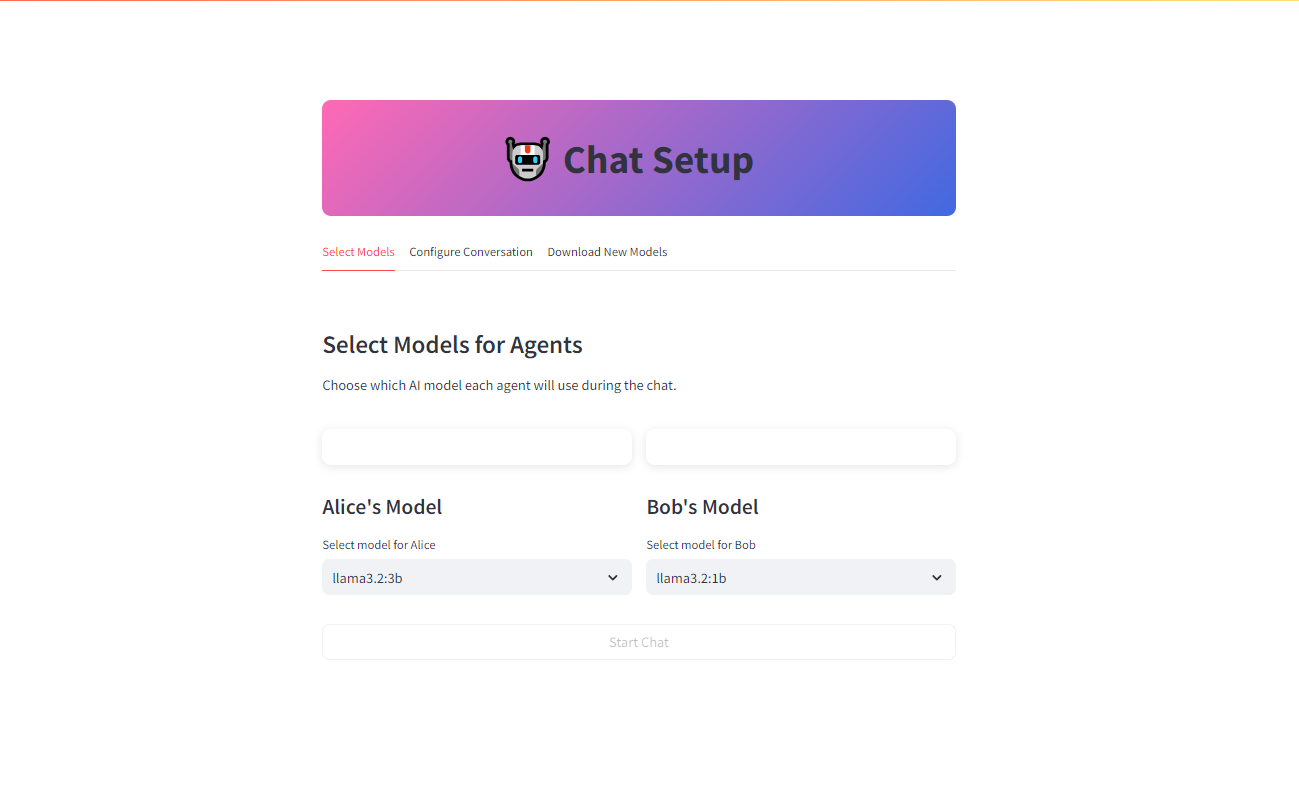 Chat Setup
Select Models Configure Conversation Download New Models
Select Models for Agents
Choose which AI model each agent will use during the chat.
Alice's Model Bob's Model
Select model for Alice Select model for Bob
llama3.2:3b llama3.2:1b
Start Chat